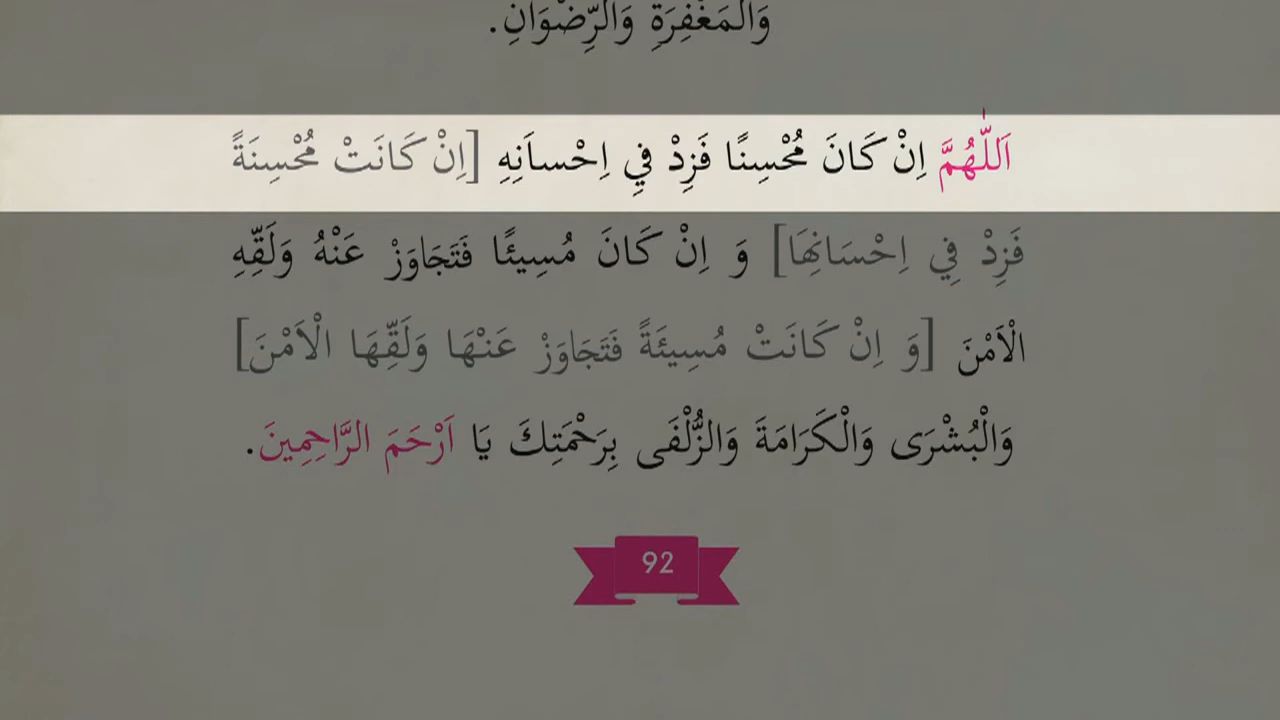 وَالْمَغْفِرَةِ وَالرِّضْوَانِ.
اَللّٰهُمَّ اِنْ كَانَ مُحْسِنًا فَزِدْ فِي اِحْساَنِهِ [اِنْ كَانَتْ مُحْسِنَةً
فَزِدْ فِي اِحْسَانِهَا] وَ اِنْ كَانَ مُسِيئًا فَتَجَاوَزْ عَنْهُ وَلَقِّهِ
الْاَمْنَ [وَ اِنْ كَانَتْ مُسِيئَةً فَتَجَاوَزْ عَنْهَا وَلَقِّهَا الْاَمْنَ]
وَالْبُشْرَى وَالْكَرَامَةَ وَالزُّلْفَى بِرَحْمَتِكَ يَا اَرْحَمَ الرَّاحِمِينَ.
92